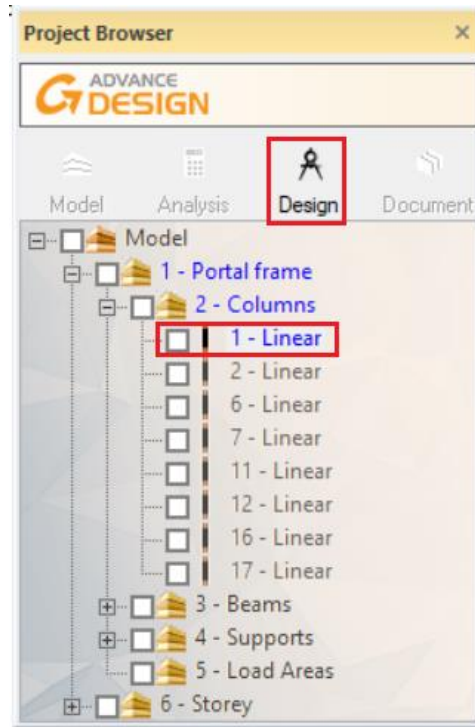 Project Browser
ADVANCE
DESIGN
Model Analysis Design Document
Model
1 - Portal frame
2 - Columns
1 - Linear
2 - Linear
6 - Linear
7 - Linear
11 - Linear
12 - Linear
16 - Linear
17 - Linear
3 - Beams
4 - Supports
5 - Load Areas
6 - Storey